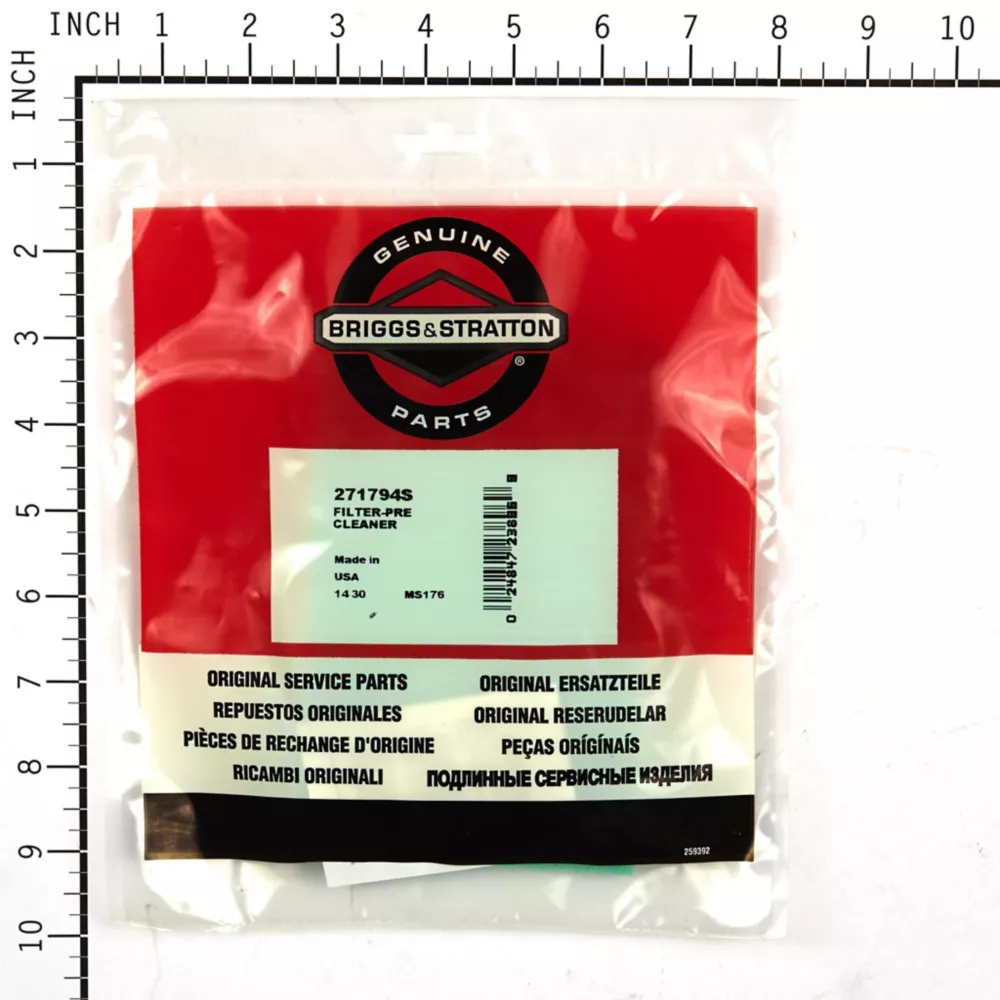 INCH 1 2 3 4 5 6 7 8 9 10
INCH 1 2 3 4 5 6 7 8 9 10
GENUINE
BRIGGS & STRATTON
®
PARTS
271794S
FILTER-PRE
CLEANER
Made in
USA
14 30 MS176
0 24847
ORIGINAL SERVICE PARTS
REPUESTOS ORIGINALES
PIÈCES DE RECHANGE D'ORIGINE
RICAMBI ORIGINALI
ORIGINAL ERSATZTEILE
ORIGINAL RESERUDELAR
PEÇAS ORÍGÍNAÍS
ПОДЛИННЫЕ СЕРВИСНЫЕ ИЗДЕЛИЯ
259392